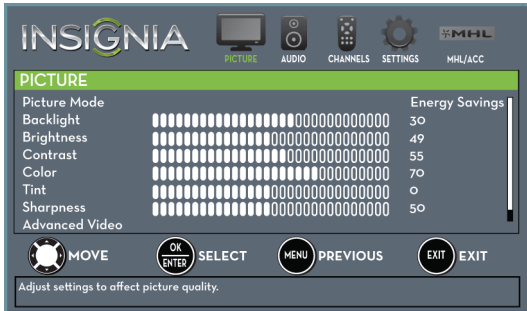 INSIGNIA
PICTURE AUDIO CHANNELS SETTINGS MHL MHL/ACC
PICTURE
Picture Mode Energy Savings
Backlight 30
Brightness 49
Contrast 55
Color 70
Tint 0
Sharpness 50
Advanced Video
MOVE OK ENTER SELECT MENU PREVIOUS EXIT EXIT
Adjust settings to affect picture quality.